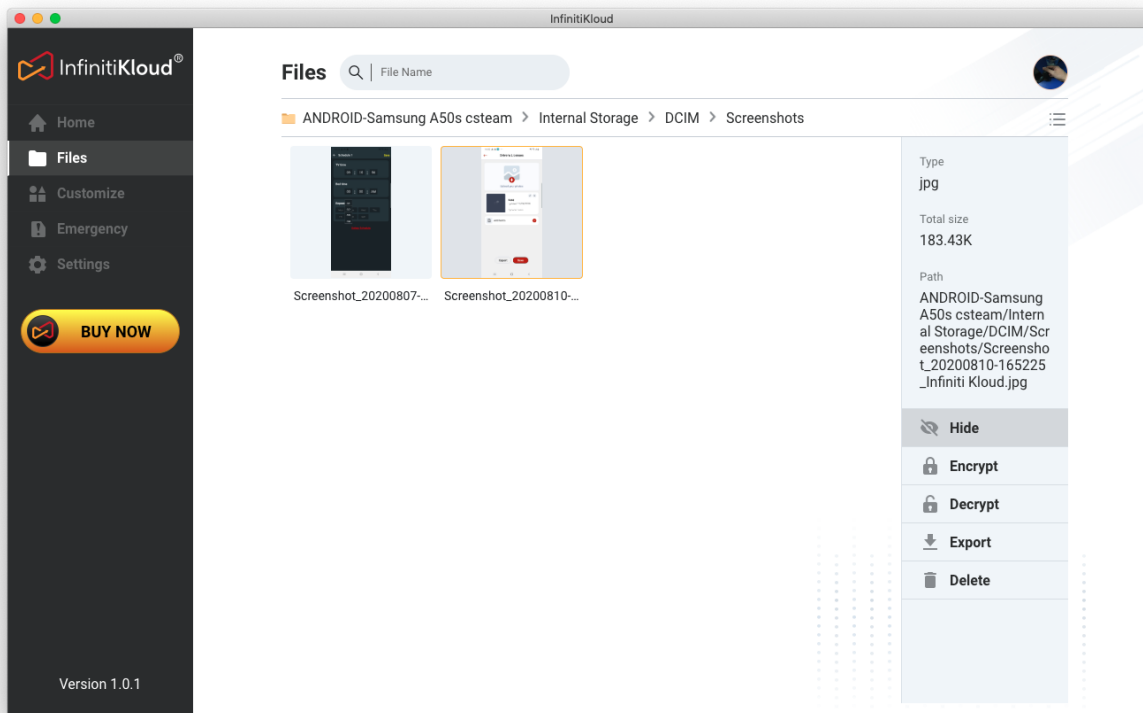 InfinitiKloud
InfinitiKloud®
Home
Files
Customize
Emergency
Settings
BUY NOW
Version 1.0.1
Files
File Name
ANDROID-Samsung A50s csteam > Internal Storage > DCIM > Screenshots
Screenshot_20200807-...
Screenshot_20200810-...
Type
jpg
Total size
183.43K
Path
ANDROID-Samsung
A50s csteam/Intern
al Storage/DCIM/Scr
eenshots/Screensho
t_20200810-165225
_Infiniti Kloud.jpg
Hide
Encrypt
Decrypt
Export
Delete